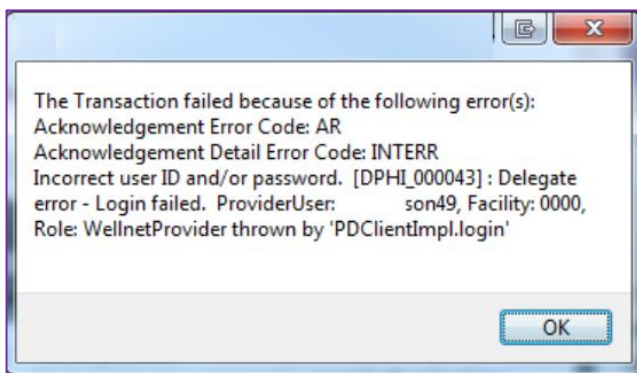 The Transaction failed because of the following error(s):
Acknowledgement Error Code: AR
Acknowledgement Detail Error Code: INTERR
Incorrect user ID and/or password.  [DPHI_000043] : Delegate
error - Login failed.  ProviderUser: son49, Facility: 0000,
Role: WellnetProvider thrown by 'PDClientImpl.login'
OK